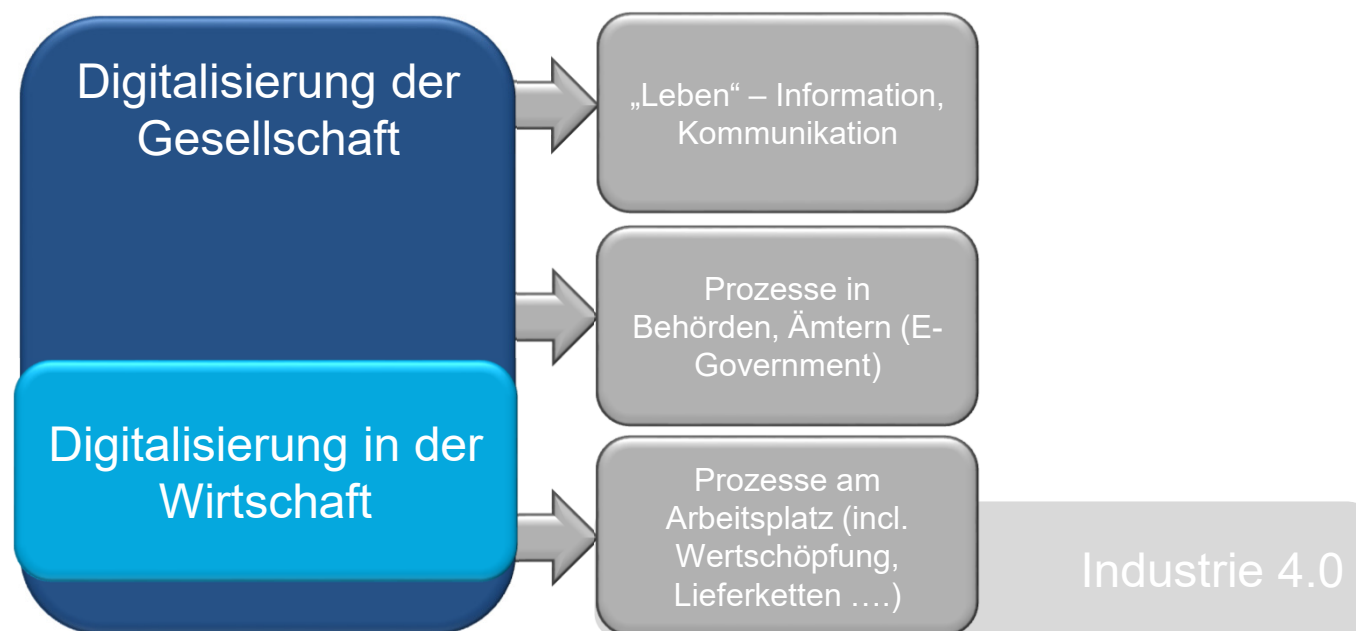 Digitalisierung der
Gesellschaft
„Leben“ – Information,
Kommunikation
Prozesse in
Behörden, Ämtern (E-
Government)
Digitalisierung in der
Wirtschaft
Prozesse am
Arbeitsplatz (incl.
Wertschöpfung,
Lieferketten ….)
Industrie 4.0